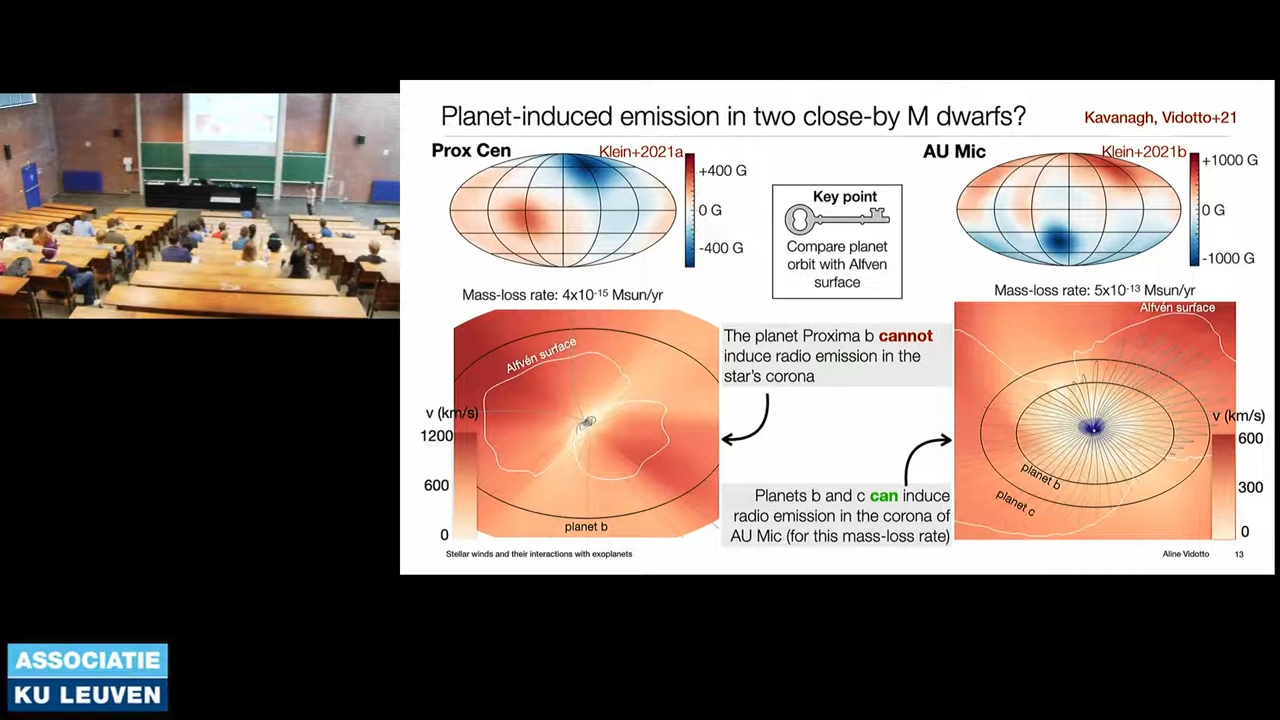 Planet-induced emission in two close-by M dwarfs?
Kavanagh, Vidotto+21
Prox Cen
Klein+2021a
+400 G
0 G
-400 G
Mass-loss rate: 4x10⁻¹⁵ Msun/yr
Key point
Compare planet
orbit with Alfven
surface
AU Mic
Klein+2021b
+1000 G
0 G
-1000 G
Mass-loss rate: 5x10⁻¹³ Msun/yr
Alfvén surface
v (km/s)
1200
600
0
planet b
The planet Proxima b cannot
induce radio emission in the
star's corona
Planets b and c can induce
radio emission in the corona of
AU Mic (for this mass-loss rate)
Alfvén surface
planet b
planet c
v (km/s)
600
300
0
Stellar winds and their interactions with exoplanets
Aline Vidotto
13
ASSOCIATIE
KU LEUVEN